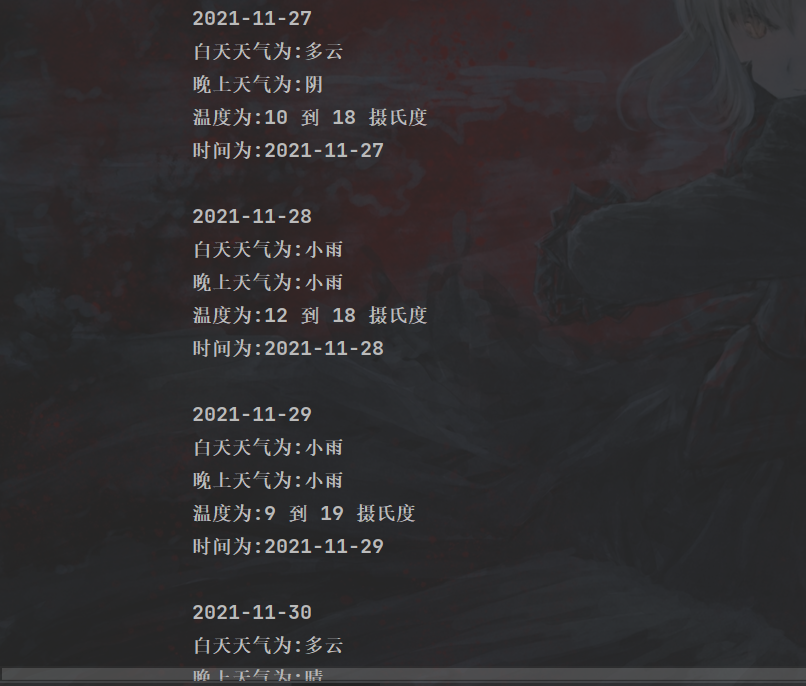 2021-11-27
白天天气为:多云
晚上天气为:阴
温度为:10 到 18 摄氏度
时间为:2021-11-27
2021-11-28
白天天气为:小雨
晚上天气为:小雨
温度为:12 到 18 摄氏度
时间为:2021-11-28
2021-11-29
白天天气为:小雨
晚上天气为:小雨
温度为:9 到 19 摄氏度
时间为:2021-11-29
2021-11-30
白天天气为:多云
晚上天气为:晴